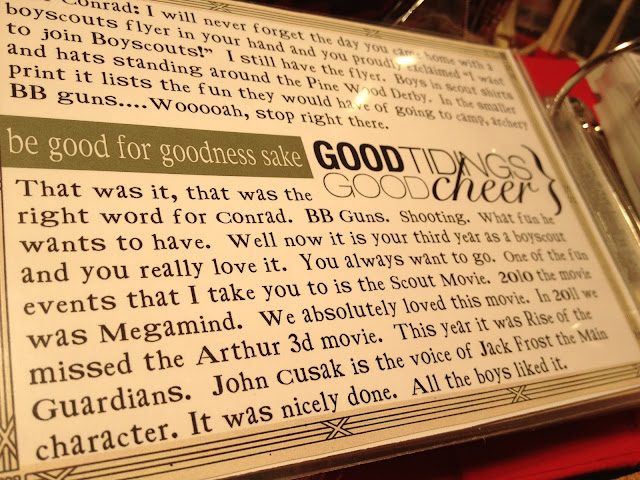 Conrad: I will never forget the day you came home with a
boyscouts flyer in your hand and you proudly exclaimed "I want
to join Boyscouts!" I still have the flyer. Boys in scout shirts
and hats standing around the Pine Wood Derby. In the smaller
print it lists the fun they would have of going to camp, archery
BB guns....Wooooah, stop right there.
be good for goodness sake
GOOD TIDINGS
GOOD cheer}
That was it, that was the
right word for Conrad. BB Guns. Shooting. What fun he
wants to have. Well now it is your third year as a boyscout
and you really love it. You always want to go. One of the fun
events that I take you to is the Scout Movie. 2010 the movie
was Megamind. We absolutely loved this movie. In 2011 we
missed the Arthur 3d movie. This year it was Rise of the
Guardians. John Cusak is the voice of Jack Frost the Main
character. It was nicely done. All the boys liked it.